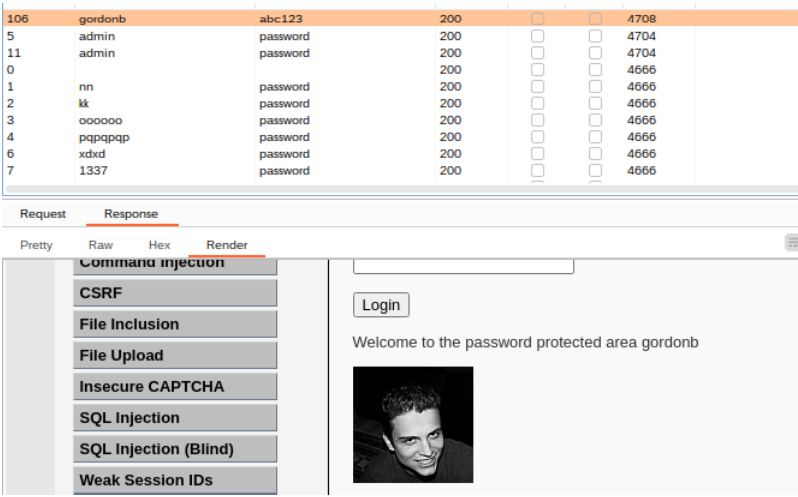 106 gordonb abc123 200 4708
5 admin password 200 4704
11 admin password 200 4704
0 200 4666
1 nn password 200 4666
2 kk password 200 4666
3 oooooo password 200 4666
4 pqpqpqp password 200 4666
6 xdxd password 200 4666
7 1337 password 200 4666
Request Response
Pretty Raw Hex Render
Command Injection
CSRF
File Inclusion
File Upload
Insecure CAPTCHA
SQL Injection
SQL Injection (Blind)
Weak Session IDs
Login
Welcome to the password protected area gordonb